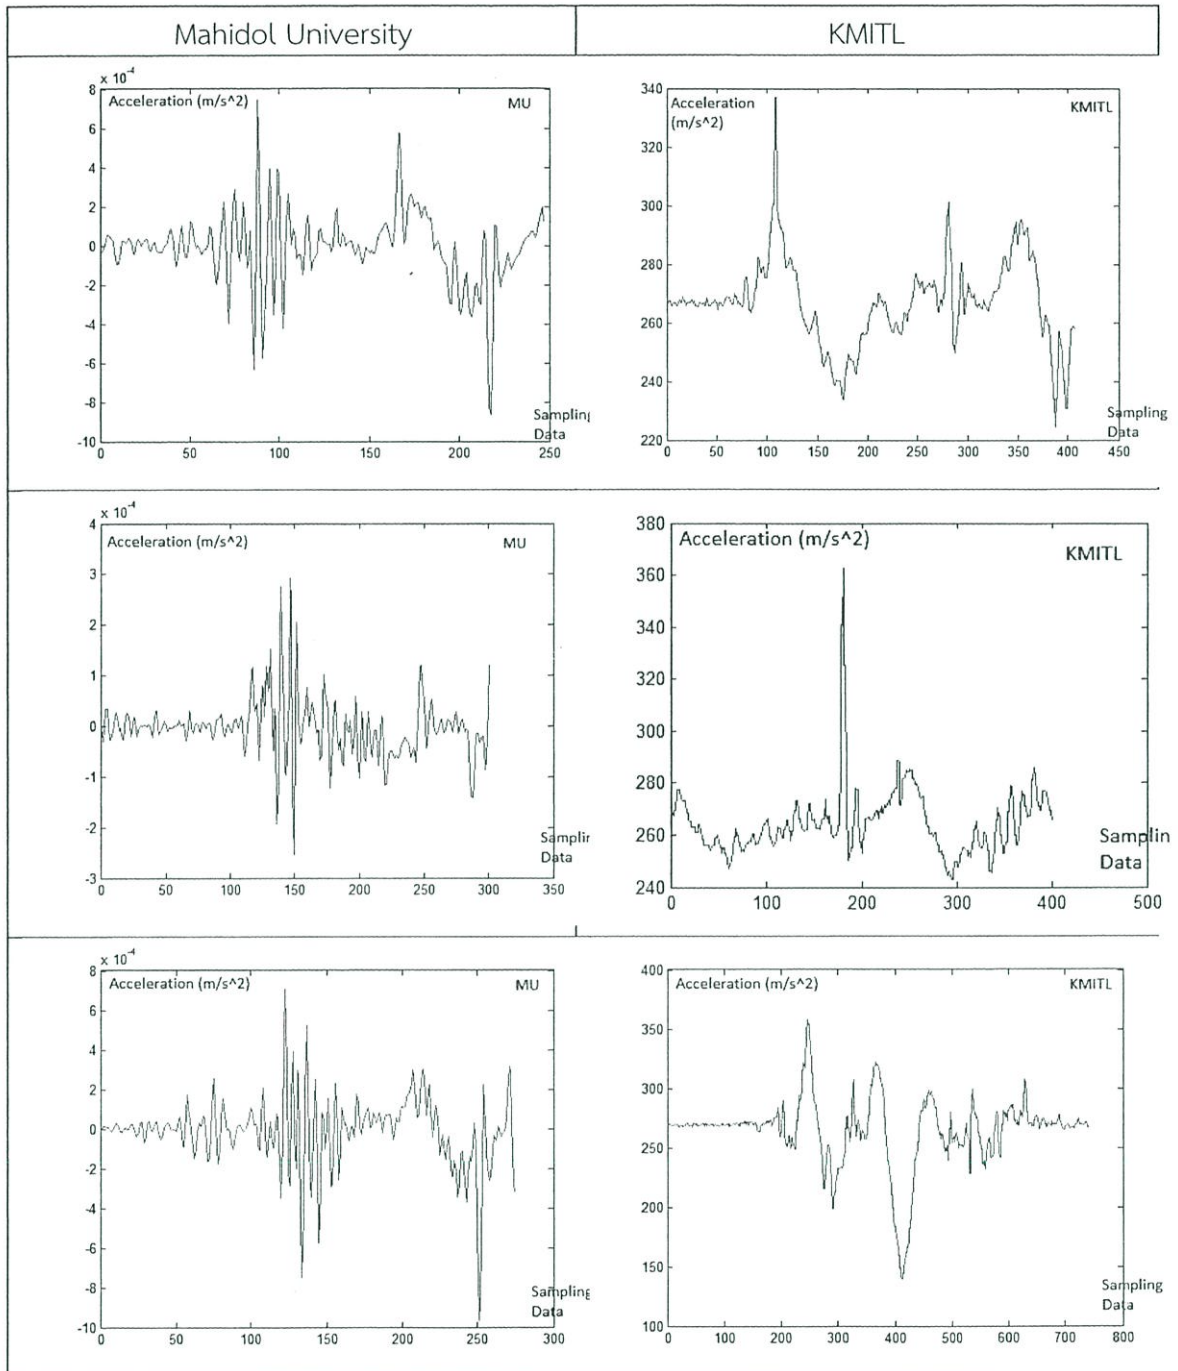 Mahidol University
KMITL
x 10^-4
8
Acceleration (m/s^2)
MU
6
4
2
0
-2
-4
-6
-8
Sampling
Data
-10
0 50 100 150 200 250
340
Acceleration
(m/s^2)
KMITL
320
300
280
260
240
Sampling
Data
220
0 50 100 150 200 250 300 350 400 450
x 10^-4
4
Acceleration (m/s^2)
MU
3
2
1
0
-1
-2
Samplin
Data
-3
0 50 100 150 200 250 300 350
380
Acceleration (m/s^2)
KMITL
360
340
320
300
280
260
Samplin
Data
240
0 100 200 300 400 500
x 10^-4
8
Acceleration (m/s^2)
MU
6
4
2
0
-2
-4
-6
-8
Sampling
Data
-10
0 50 100 150 200 250 300
400
Acceleration (m/s^2)
KMITL
350
300
250
200
150
Sampling
Data
100
0 100 200 300 400 500 600 700 800